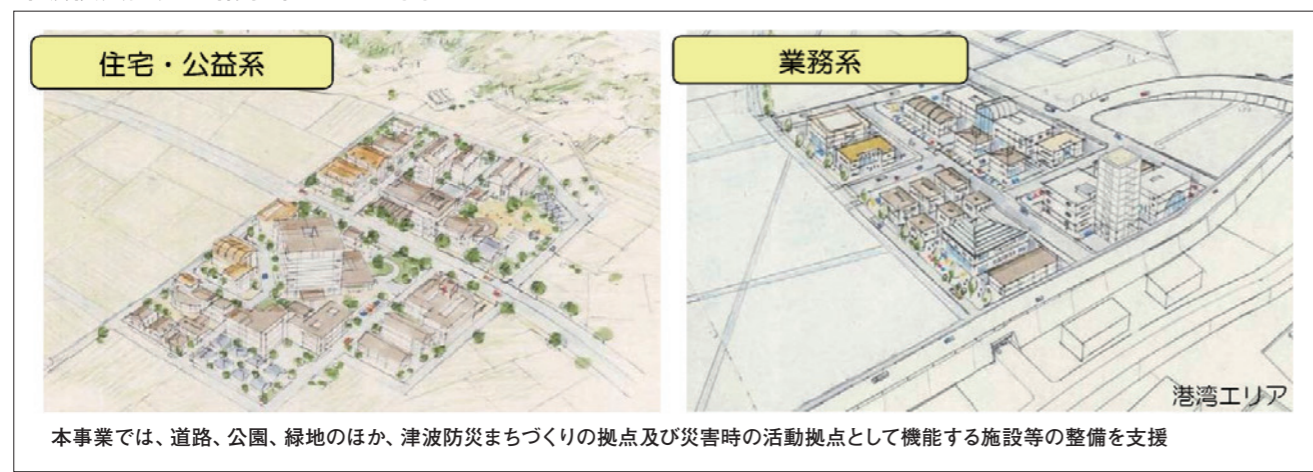 住宅・公益系
業務系
港湾エリア
本事業では、道路、公園、緑地のほか、津波防災まちづくりの拠点及び災害時の活動拠点として機能する施設等の整備を支援